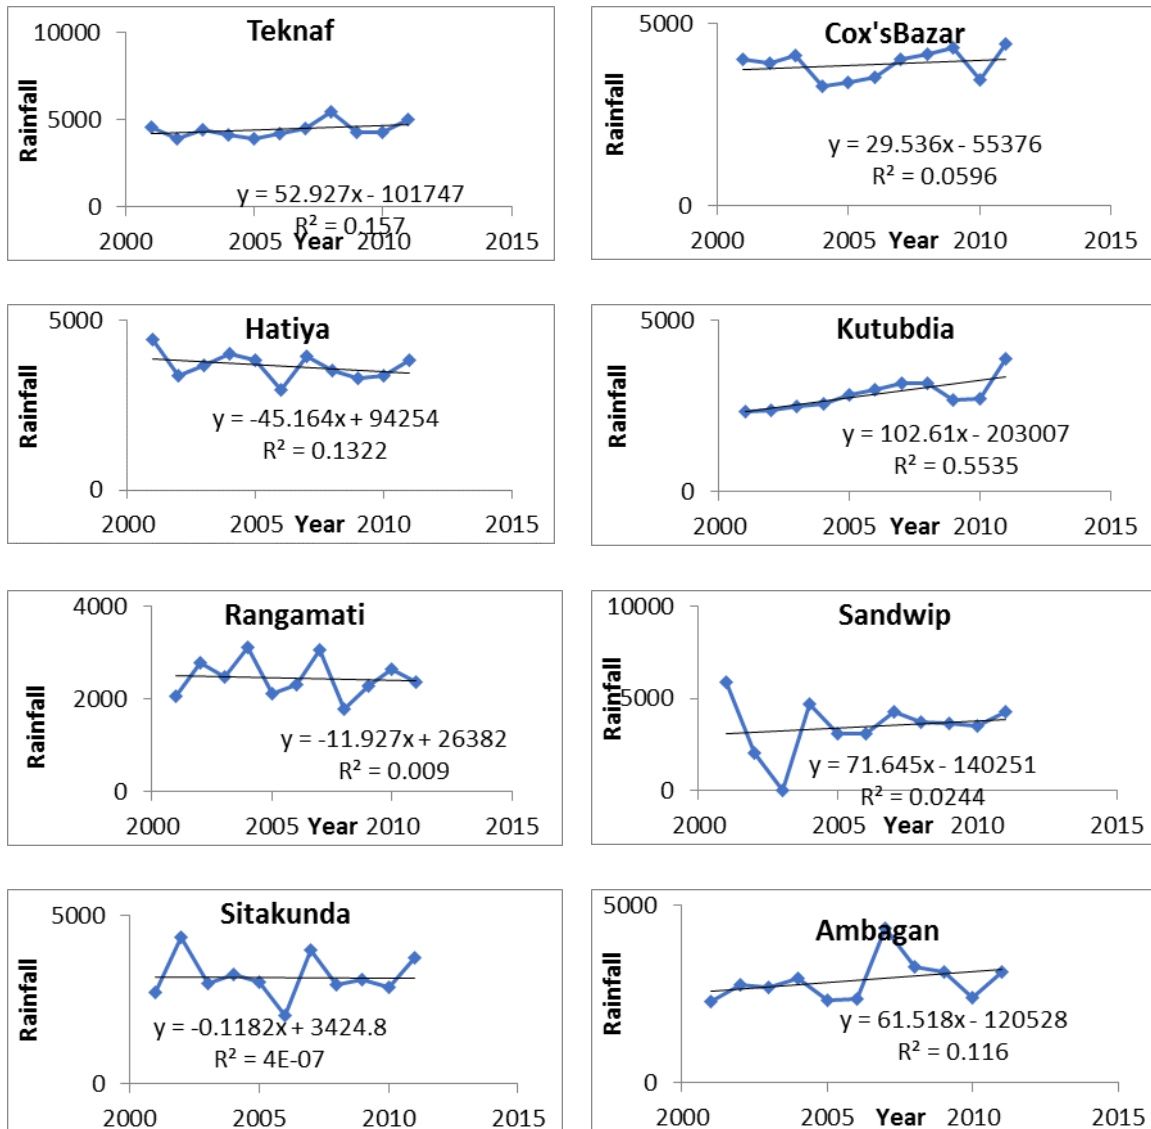 Teknaf
10000
5000
0
Rainfall
y = 52.927x - 101747
R² = 0.157
2000 2005 Year 2010 2015
Cox'sBazar
5000
0
Rainfall
y = 29.536x - 55376
R² = 0.0596
2000 2005 Year 2010 2015
Hatiya
5000
0
Rainfall
y = -45.164x + 94254
R² = 0.1322
2000 2005 Year 2010 2015
Kutubdia
5000
0
Rainfall
y = 102.61x - 203007
R² = 0.5535
2000 2005 Year 2010 2015
Rangamati
4000
2000
0
Rainfall
y = -11.927x + 26382
R² = 0.009
2000 2005 Year 2010 2015
Sandwip
10000
5000
0
Rainfall
y = 71.645x - 140251
R² = 0.0244
2000 2005 Year 2010 2015
Sitakunda
5000
0
Rainfall
y = -0.1182x + 3424.8
R² = 4E-07
2000 2005 2010 2015
Ambagan
5000
0
Rainfall
y = 61.518x - 120528
R² = 0.116
2000 2005 Year 2010 2015